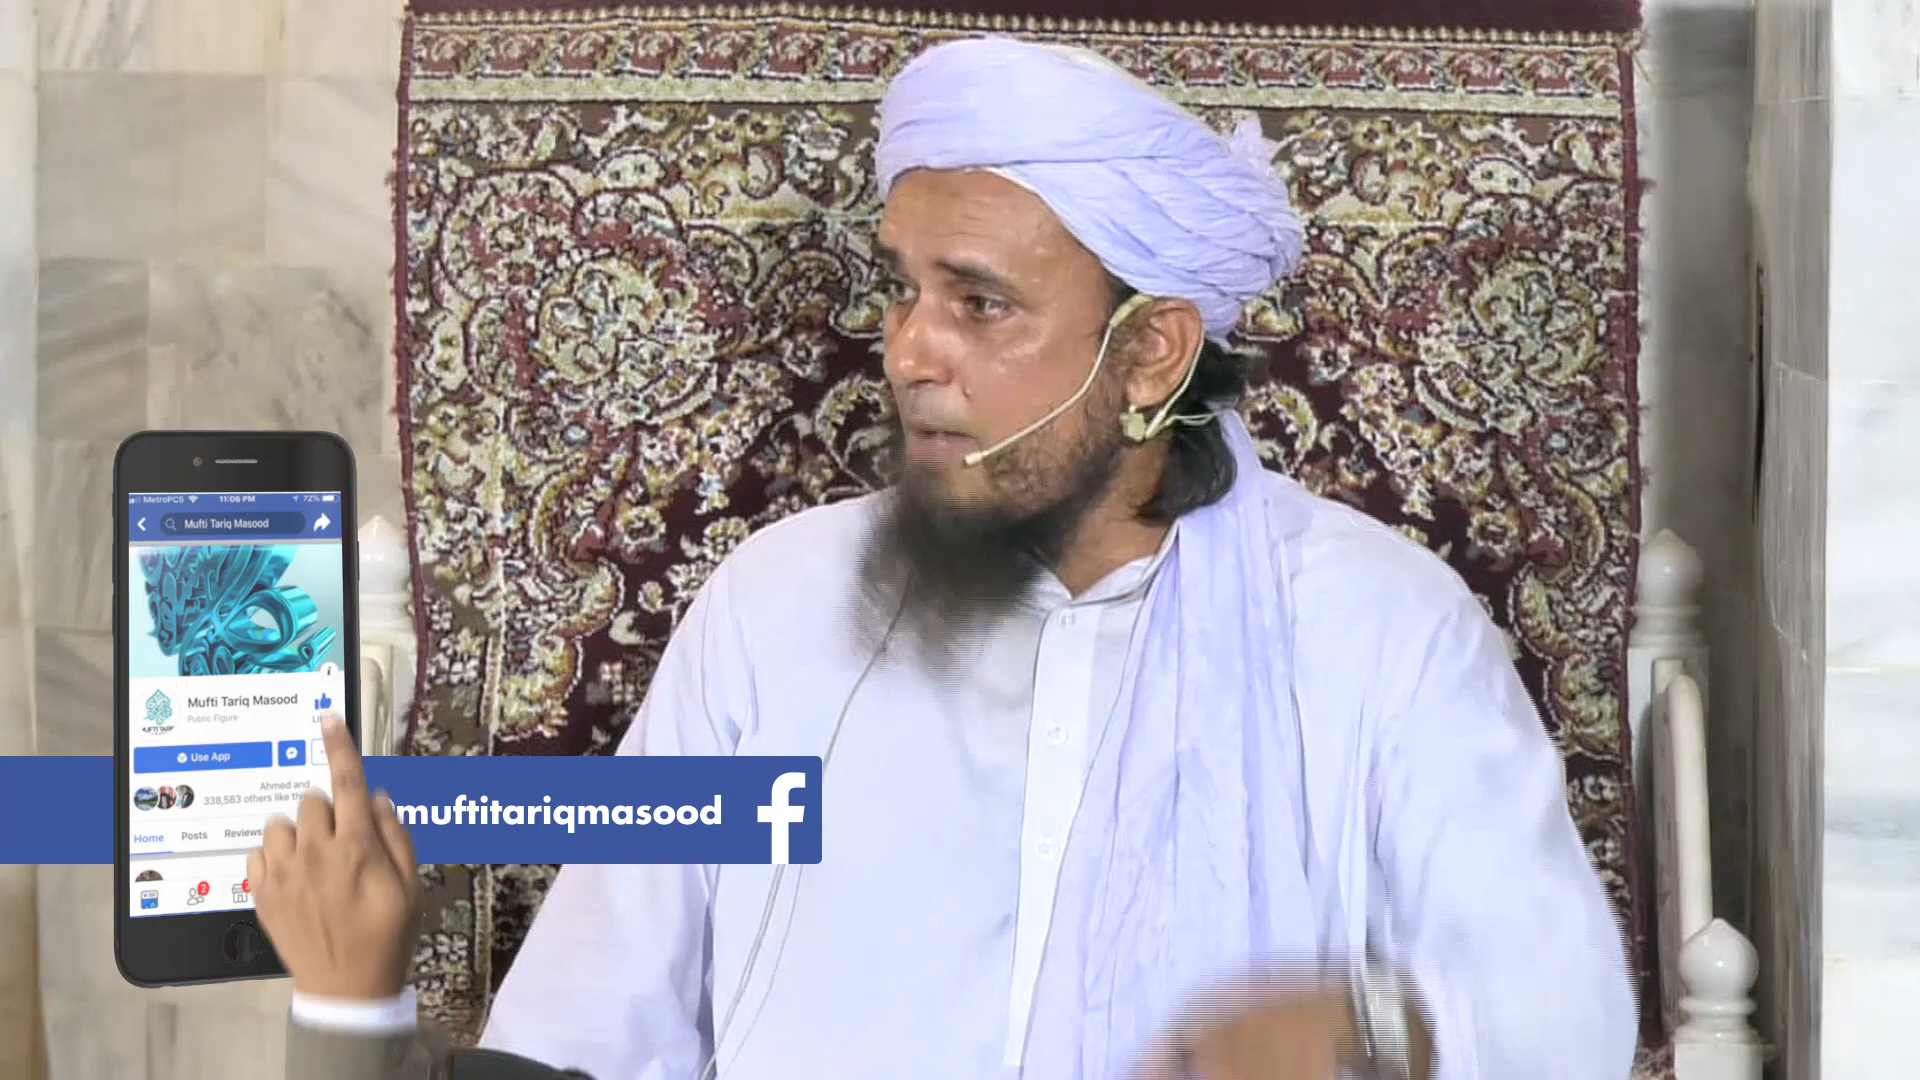 MetroPCS
11:06 PM
72%
Mufti Tariq Masood
Mufti Tariq Masood
Public Figure
Use App
Ahmed and
338,583 others like this
Home Posts Reviews
2
muftitariqmasood